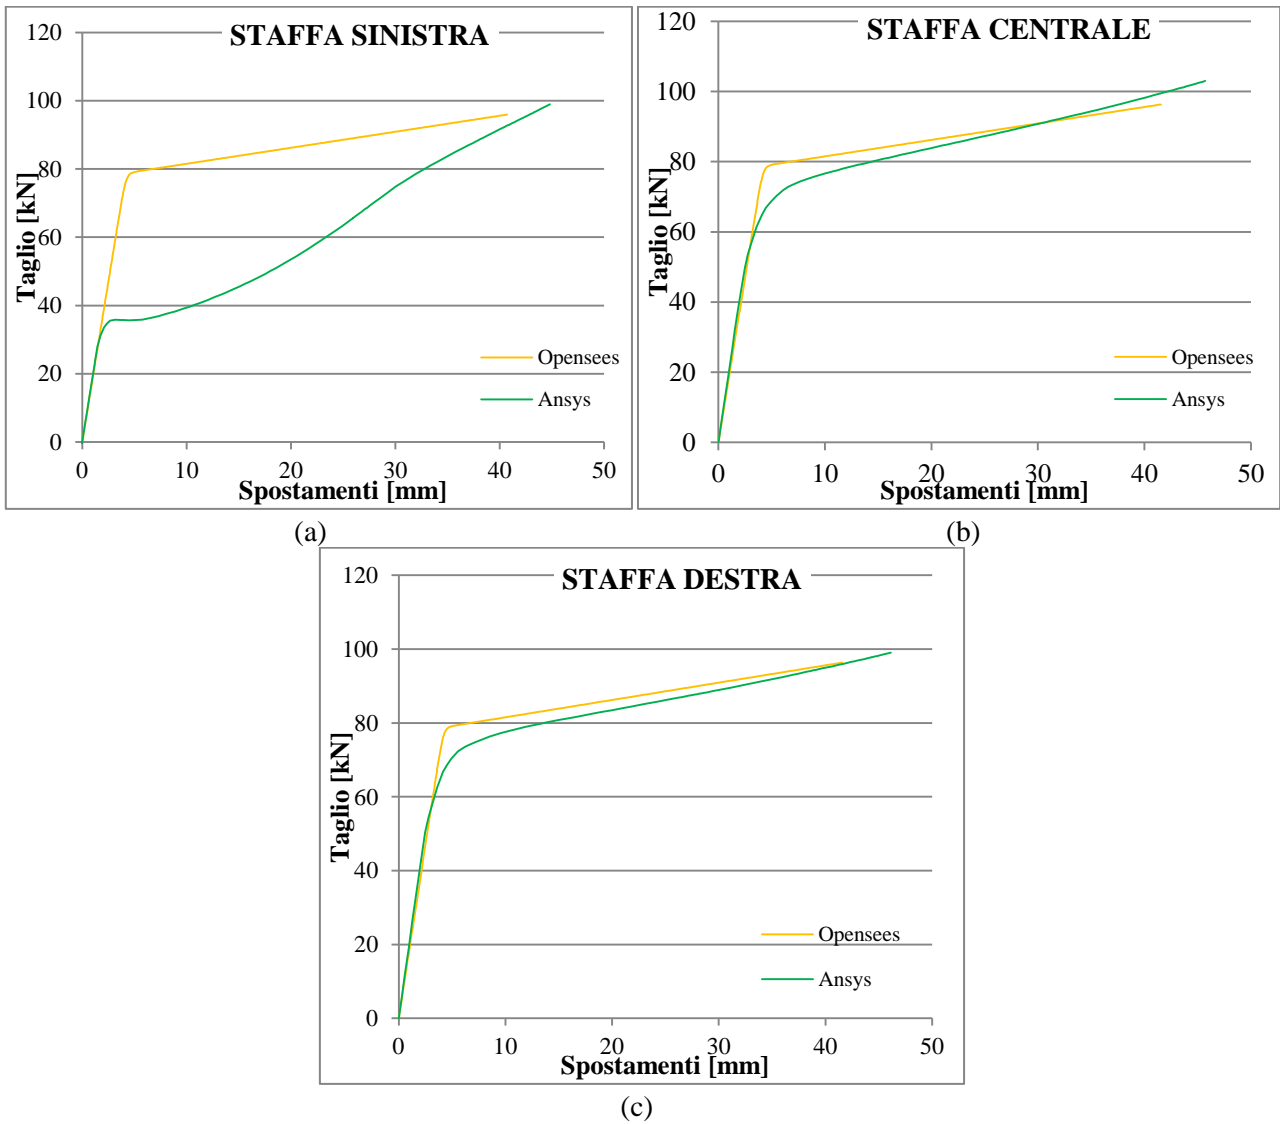 STAFFA SINISTRA
120
100
80
60
40
20
0
Taglio [kN]
0 10 20 30 40 50
Spostamenti [mm]
Opensees
Ansys
(a)
STAFFA CENTRALE
120
100
80
60
40
20
0
Taglio [kN]
0 10 20 30 40 50
Spostamenti [mm]
Opensees
Ansys
(b)
STAFFA DESTRA
120
100
80
60
40
20
0
Taglio [kN]
0 10 20 30 40 50
Spostamenti [mm]
Opensees
Ansys
(c)